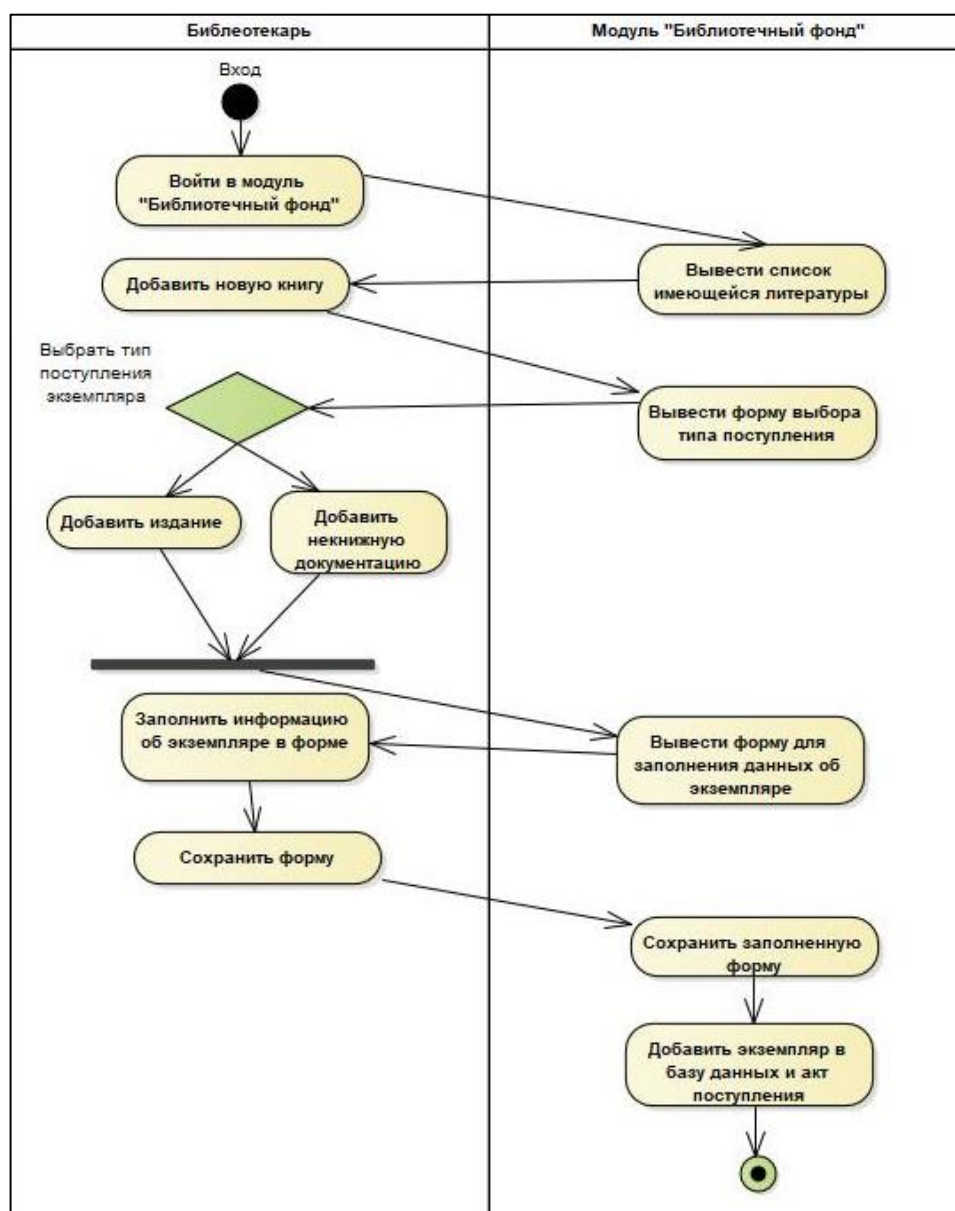 Библеотекарь
Модуль "Библиотечный фонд"
Вход
Войти в модуль
"Библиотечный фонд"
Вывести список
имеющейся литературы
Добавить новую книгу
Выбрать тип
поступления
экземпляра
Вывести форму выбора
типа поступления
Добавить издание
Добавить
некнижную
документацию
Заполнить информацию
об экземпляре в форме
Вывести форму для
заполнения данных об
экземпляре
Сохранить форму
Сохранить заполненную
форму
Добавить экземпляр в
базу данных и акт
поступления